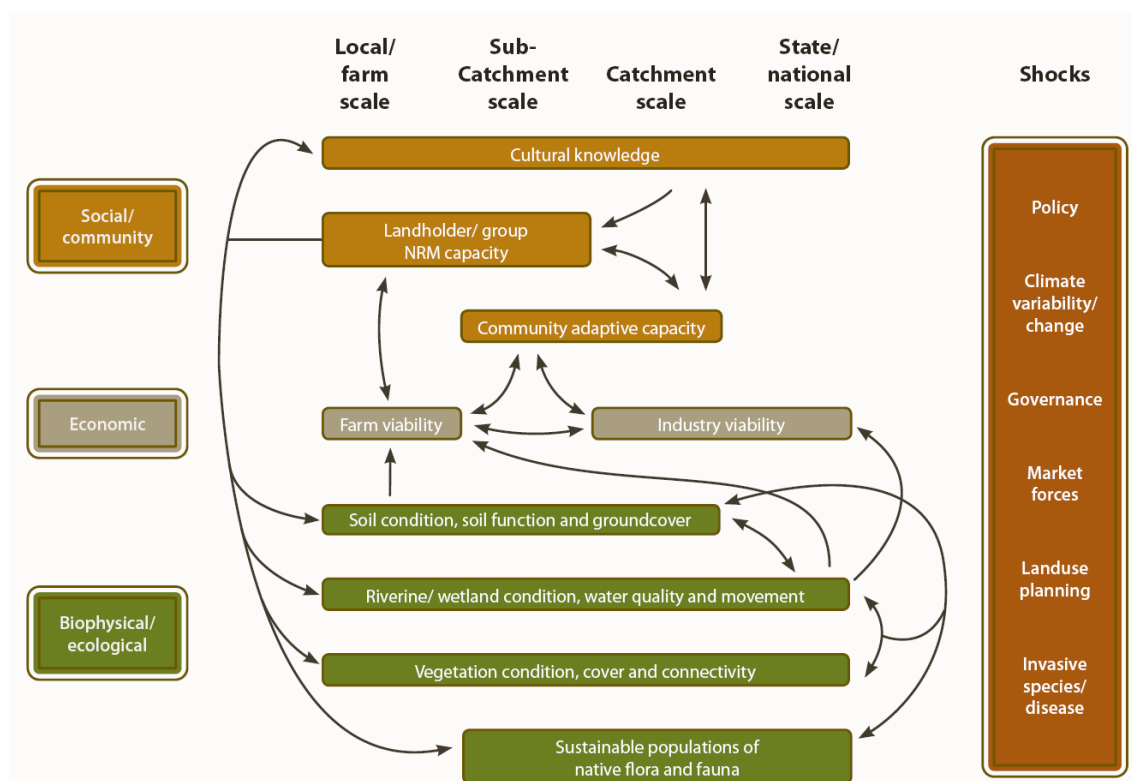 Local/
farm
scale
Sub-
Catchment
scale
Catchment
scale
State/
national
scale
Shocks
Cultural knowledge
Social/
community
Landholder/ group
NRM capacity
Community adaptive capacity
Economic
Farm viability
Industry viability
Soil condition, soil function and groundcover
Riverine/ wetland condition, water quality and movement
Biophysical/
ecological
Vegetation condition, cover and connectivity
Sustainable populations of
native flora and fauna
Policy
Climate
variability/
change
Governance
Market
forces
Landuse
planning
Invasive
species/
disease